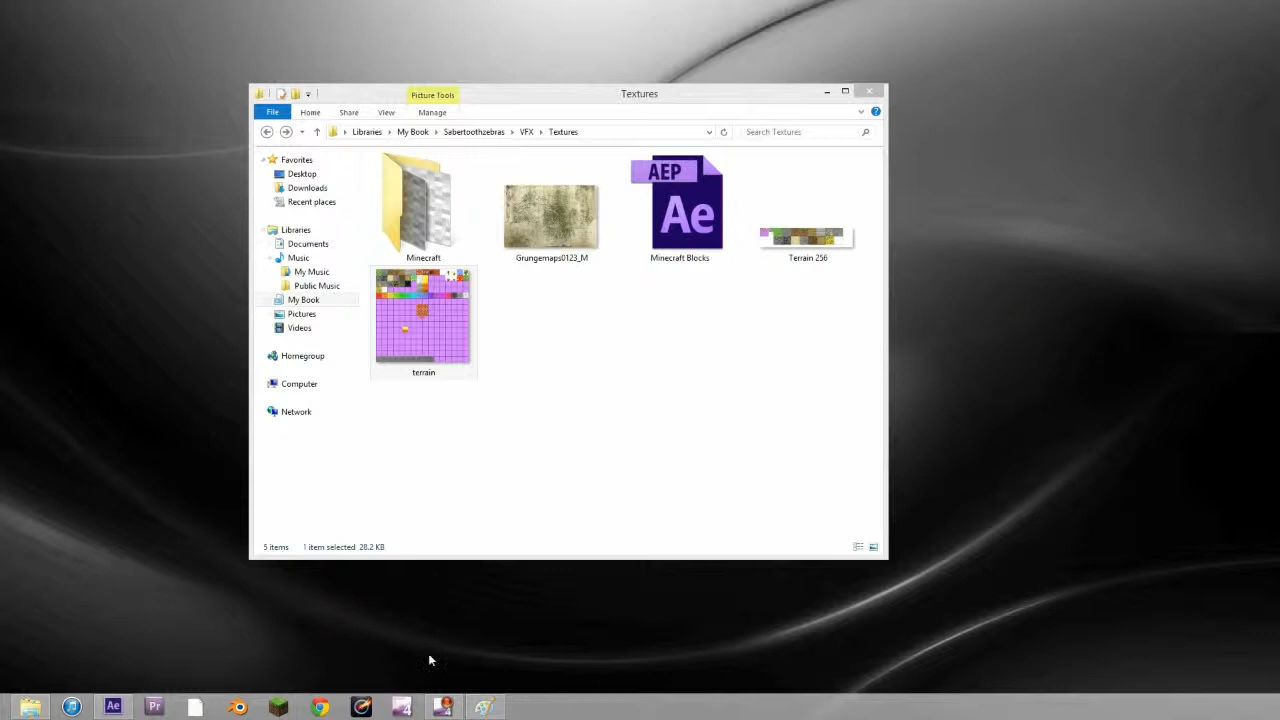 Picture Tools
Textures
File
Home
Share
View
Manage
Libraries
My Book
Sabertoothzebras
VFX
Textures
Search Textures
Favorites
Desktop
Downloads
Recent places
Libraries
Documents
Music
My Music
Public Music
My Book
Pictures
Videos
Homegroup
Computer
Network
AEP
Ae
Minecraft
Grungemaps0123_M
Minecraft Blocks
Terrain 256
terrain
5 items
1 item selected 28.2 KB
Ae
Pr
4
4